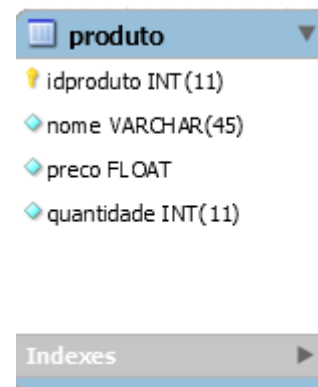 produto
idproduto INT(11)
nome VARCHAR(45)
preco FLOAT
quantidade INT(11)
Indexes